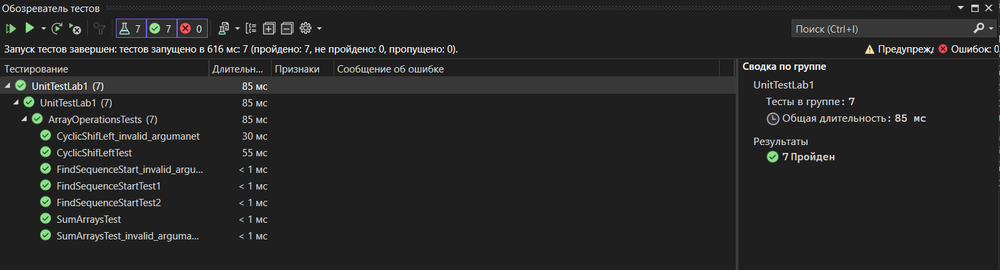 Обозреватель тестов
7 7 0 Поиск (Ctrl+I)
Запуск тестов завершен: тестов запущено в 616 мс: 7 (пройдено: 7, не пройдено: 0, пропущено: 0). Предупрежд Ошибок: 0
Тестирование Длительн... Признаки Сообщение об ошибке Сводка по группе
UnitTestLab1 (7) 85 мс UnitTestLab1
UnitTestLab1 (7) 85 мс Тесты в группе: 7
ArrayOperationsTests (7) 85 мс Общая длительность: 85 мс
CyclicShifLeft_invalid_argumanet 30 мс Результаты
CyclicShifLeftTest 55 мс 7 Пройден
FindSequenceStart_invalid_argu... < 1 мс
FindSequenceStartTest1 < 1 мс
FindSequenceStartTest2 < 1 мс
SumArraysTest < 1 мс
SumArraysTest_invalid_arguma... < 1 мс